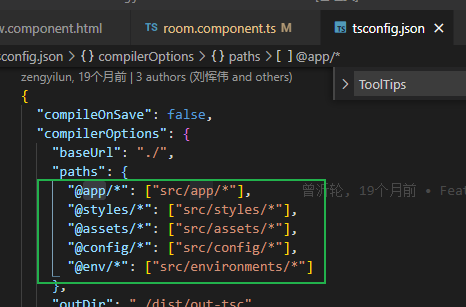 w.component.html
TS room.component.ts
TS tsconfig.json ×
sconfig.json > {} compilerOptions > {} paths > [ ] @app/*
> ToolTips
zengyilun, 19个月前 | 3 authors (刘恽伟 and others)
{
"compileOnSave": false,
"compilerOptions": {
"baseUrl": "./",
"paths": {
"@app/*": ["src/app/*"], 曾沂轮, 19个月前 • Feat
"@styles/*": ["src/styles/*"],
"@assets/*": ["src/assets/*"],
"@config/*": ["src/config/*"],
"@env/*": ["src/environments/*"]
},
"outDir": "./dist/out-tsc"